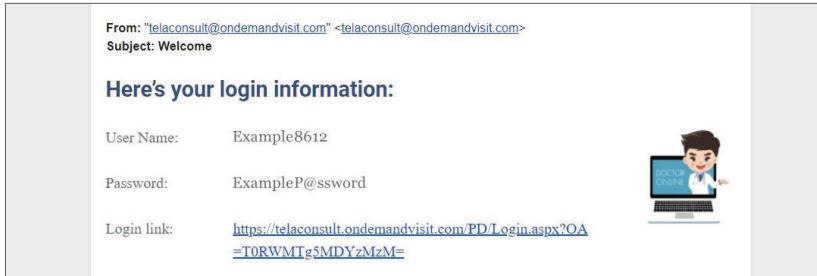 From: "telaconsult@ondemandvisit.com" <telaconsult@ondemandvisit.com>
Subject: Welcome
Here's your login information:
User Name: Example8612
Password: ExampleP@ssword
Login link: https://telaconsult.ondemandvisit.com/PD/Login.aspx?OA
=T0RWMTg5MDYzMzM=
DOCTOR
ONLINE